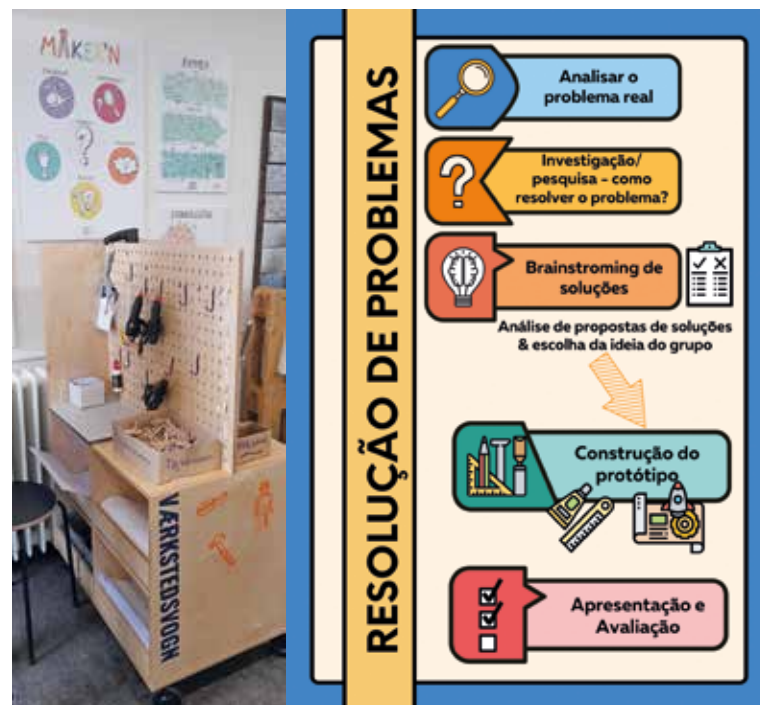 MAKER'N
VÆRKSTEDSVOGN
RESOLUÇÃO DE PROBLEMAS
Analisar o
problema real
Investigação/
pesquisa - como
resolver o problema?
Brainstroming de
soluções
Análise de propostas de soluções
& escolha da ideia do grupo
Construção do
protótipo
Apresentação e
Avaliação